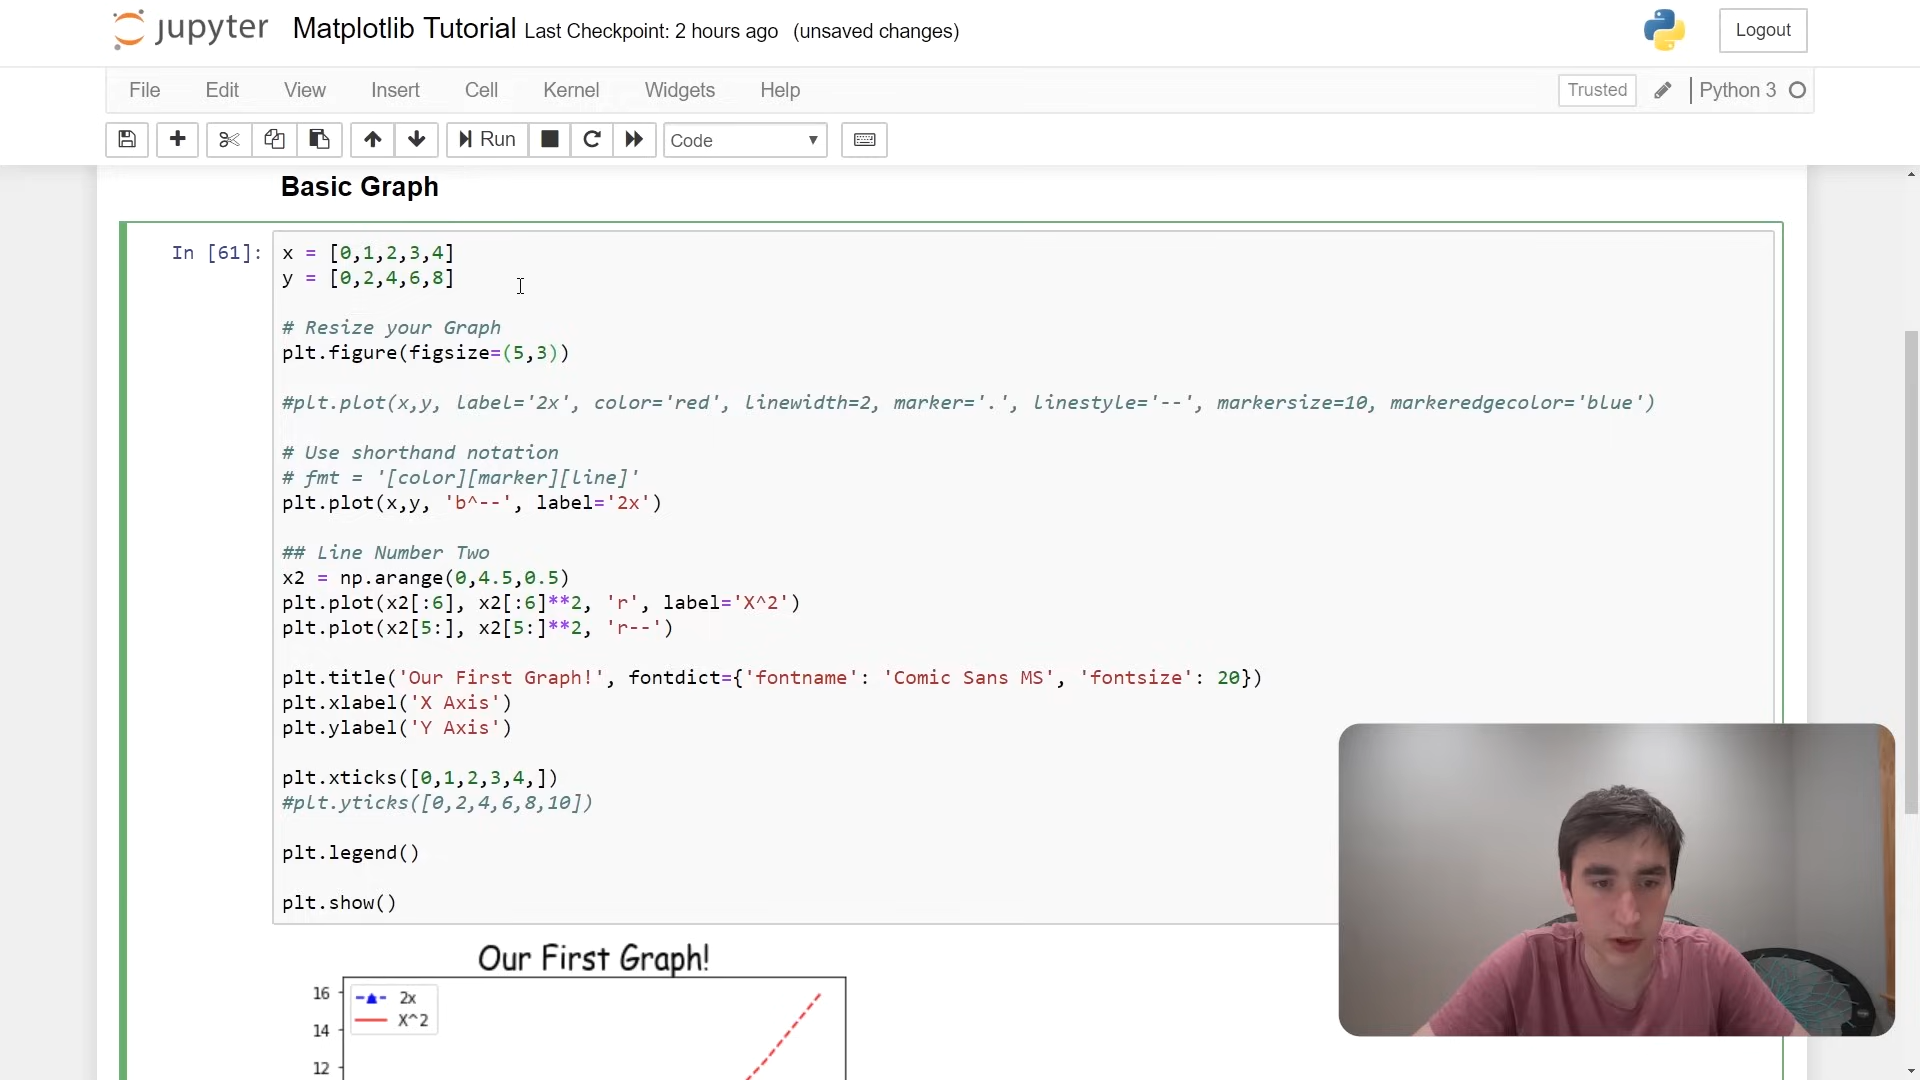 jupyter Matplotlib Tutorial Last Checkpoint: 2 hours ago (unsaved changes) Logout
File Edit View Insert Cell Kernel Widgets Help Trusted Python 3
Run Code
Basic Graph
In [61]: x = [0,1,2,3,4]
y = [0,2,4,6,8]
# Resize your Graph
plt.figure(figsize=(5,3))
#plt.plot(x,y, label='2x', color='red', linewidth=2, marker='.', linestyle='--', markersize=10, markeredgecolor='blue')
# Use shorthand notation
# fmt = '[color][marker][line]'
plt.plot(x,y, 'b^--', label='2x')
## Line Number Two
x2 = np.arange(0,4.5,0.5)
plt.plot(x2[:6], x2[:6]**2, 'r', label='X^2')
plt.plot(x2[5:], x2[5:]**2, 'r--')
plt.title('Our First Graph!', fontdict={'fontname': 'Comic Sans MS', 'fontsize': 20})
plt.xlabel('X Axis')
plt.ylabel('Y Axis')
plt.xticks([0,1,2,3,4,])
#plt.yticks([0,2,4,6,8,10])
plt.legend()
plt.show()
Our First Graph!
16
2x
X^2
14
12